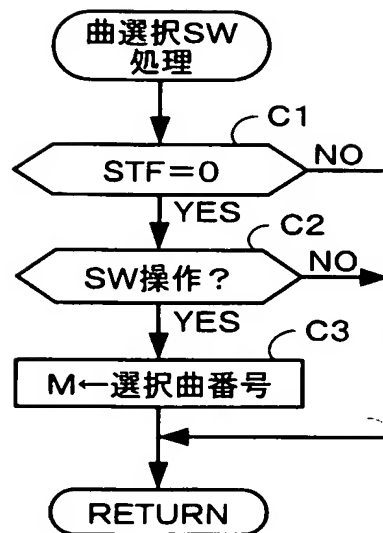 曲選択SW
処理
C1
STF=0
NO
YES
C2
SW操作?
NO
YES
C3
M←選択曲番号
RETURN